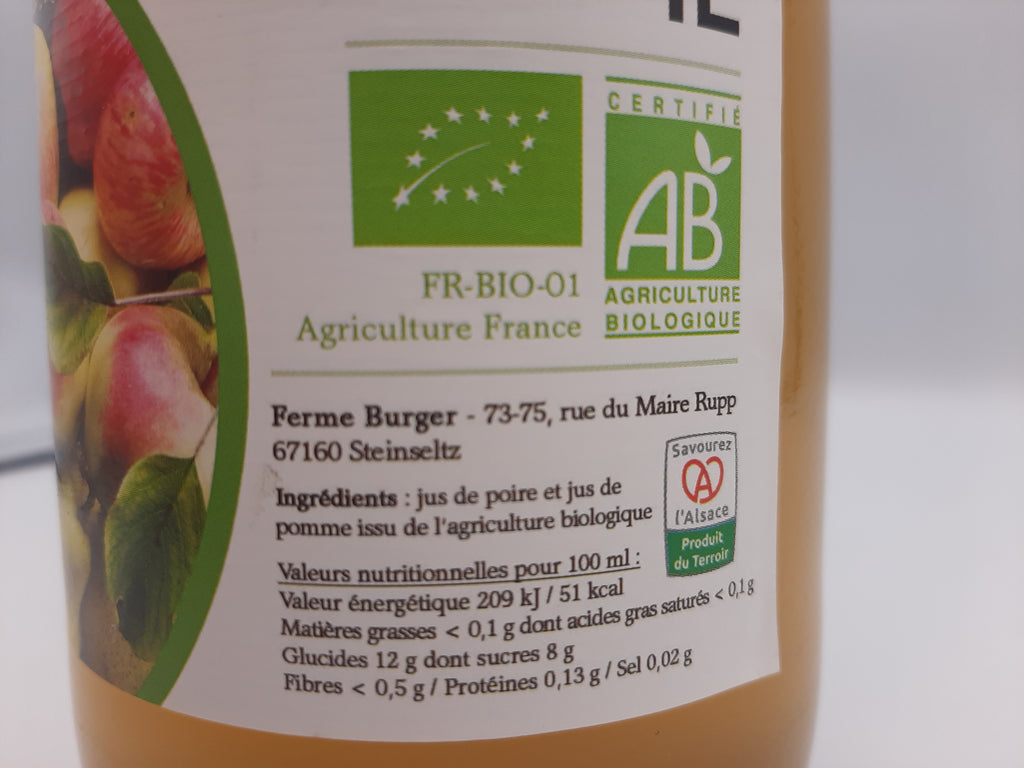 CERTIFIÉ
AB
AGRICULTURE
BIOLOGIQUE
FR-BIO-01
Agriculture France
Ferme Burger - 73-75, rue du Maire Rupp
67160 Steinseltz
Ingrédients : jus de poire et jus de
pomme issu de l'agriculture biologique
Savourez
l'Alsace
Produit
du Terroir
Valeurs nutritionnelles pour 100 ml :
Valeur énergétique 209 kJ / 51 kcal
Matières grasses < 0,1 g dont acides gras saturés < 0,1 g
Glucides 12 g dont sucres 8 g
Fibres < 0,5 g / Protéines 0,13 g / Sel 0,02 g